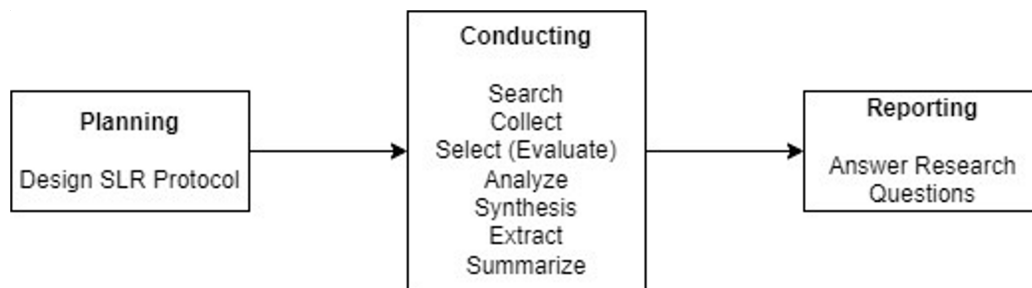 Planning
Design SLR Protocol
Conducting
Search
Collect
Select (Evaluate)
Analyze
Synthesis
Extract
Summarize
Reporting
Answer Research
Questions